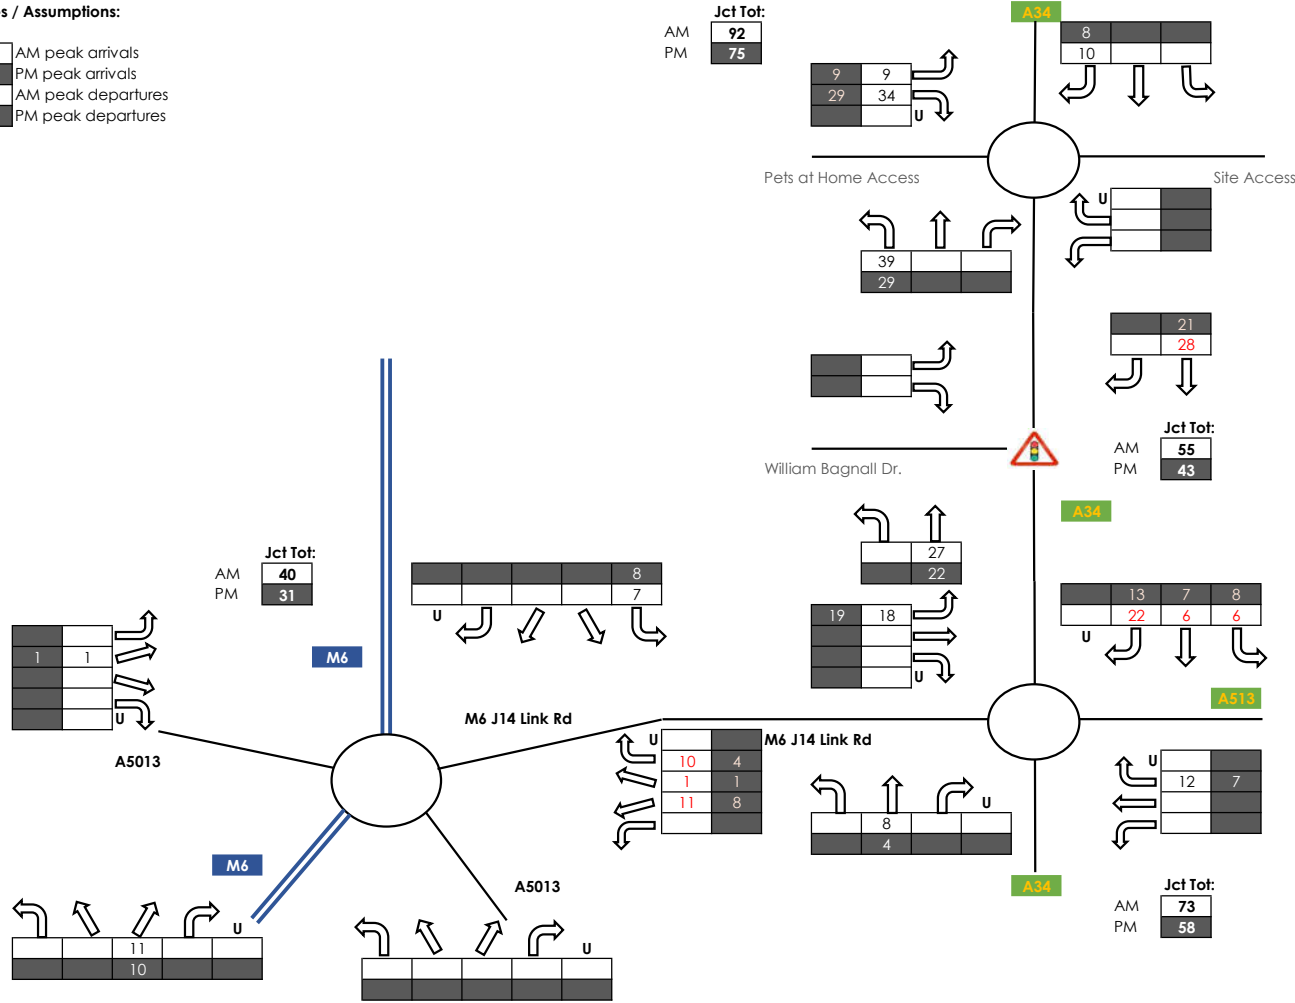 s / Assumptions:
AM peak arrivals
PM peak arrivals
AM peak departures
PM peak departures
Jct Tot:
AM 92
PM 75
A34
8
10
9 9
29 34
U
Pets at Home Access
Site Access
U
39
29
21
28
Jct Tot:
AM 55
PM 43
William Bagnall Dr.
A34
27
22
Jct Tot:
AM 40
PM 31
8
7
U
19 18
U
13 7 8
22 6 6
U
1 1
U
M6
A513
M6 J14 Link Rd
A5013
U
M6 J14 Link Rd
10 4
1 1
11 8
U
12 7
U
8
4
M6
A5013
A34
Jct Tot:
AM 73
PM 58
U
11
10
U